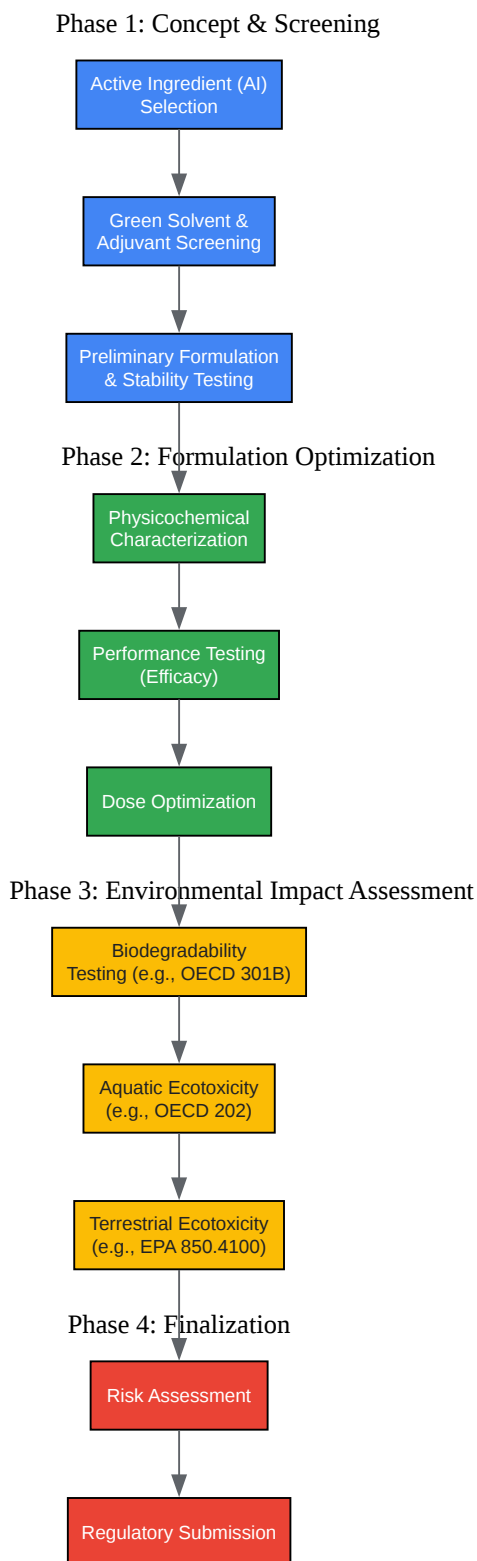 Phase 1: Concept & Screening
Active Ingredient (AI)
Selection
Green Solvent &
Adjuvant Screening
Preliminary Formulation
& Stability Testing
Phase 2: Formulation Optimization
Physicochemical
Characterization
Performance Testing
(Efficacy)
Dose Optimization
Phase 3: Environmental Impact Assessment
Biodegradability
Testing (e.g., OECD 301B)
Aquatic Ecotoxicity
(e.g., OECD 202)
Terrestrial Ecotoxicity
(e.g., EPA 850.4100)
Phase 4: Finalization
Risk Assessment
Regulatory Submission